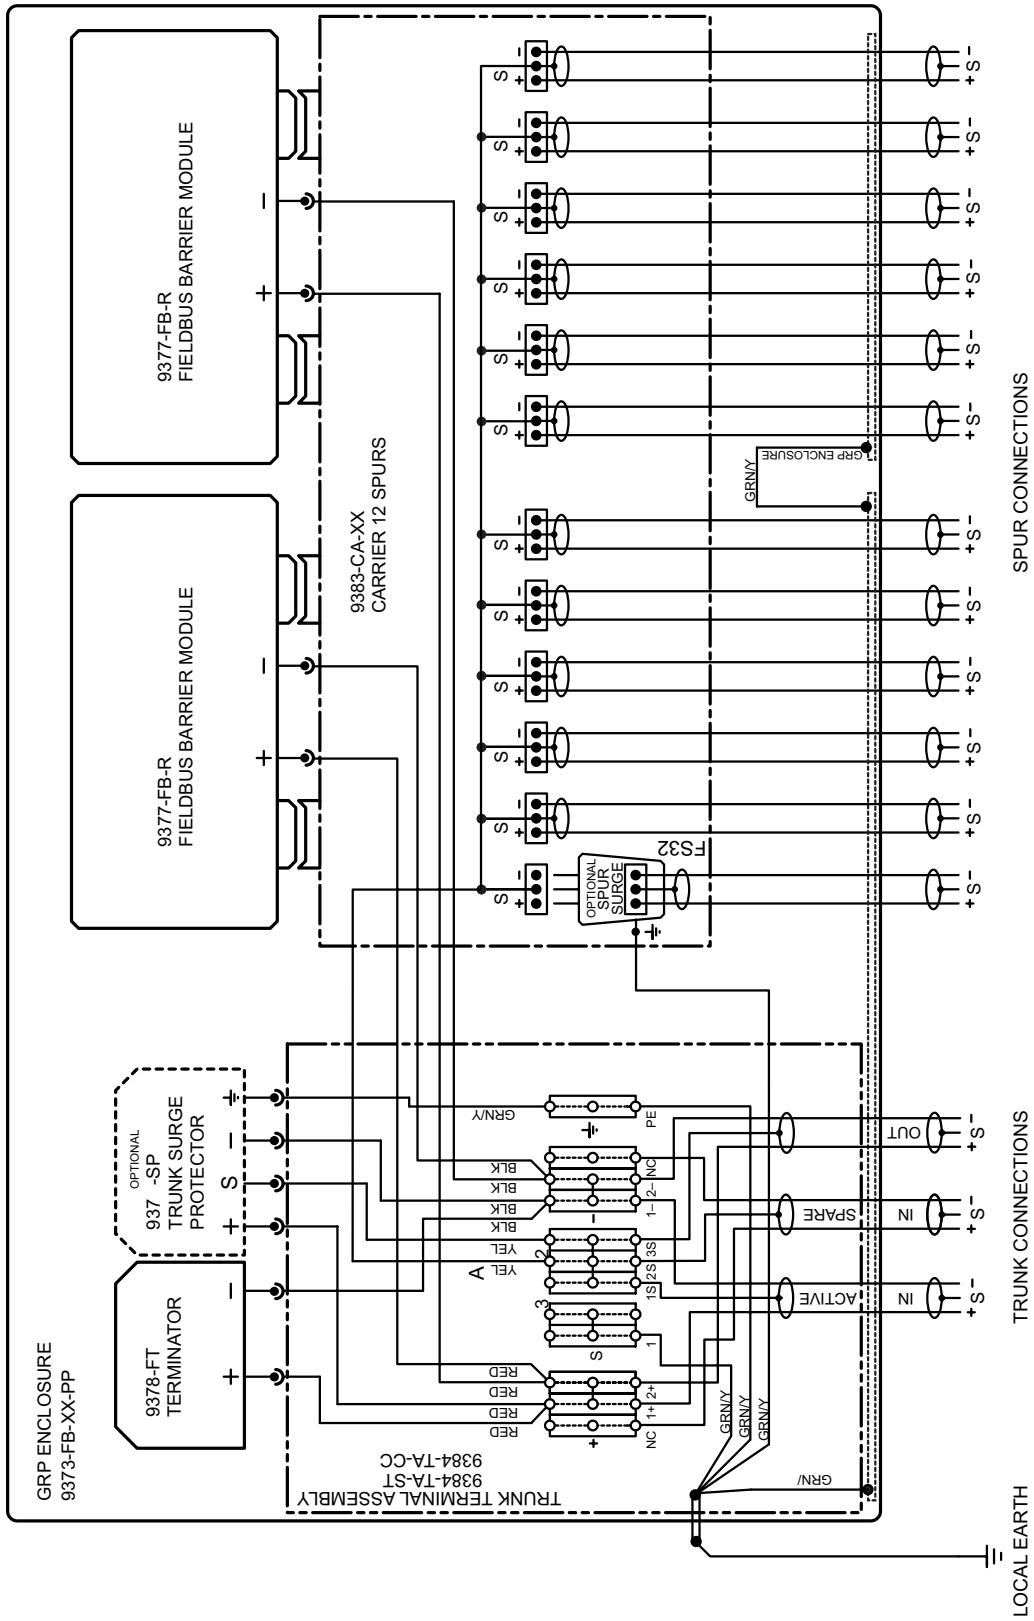 GRP ENCLOSURE
9373-FB-XX-PP
9378-FT
TERMINATOR
+
−
OPTIONAL
937 -SP
TRUNK SURGE
PROTECTOR
+
S
−
9377-FB-R
FIELDBUS BARRIER MODULE
+
−
9377-FB-R
FIELDBUS BARRIER MODULE
+
−
9383-CA-XX
CARRIER 12 SPURS
TRUNK TERMINAL ASSEMBLY
9384-TA-ST
9384-TA-CC
RED
RED
RED
RED
YEL
YEL
BLK
BLK
BLK
BLK
GRN/Y
A
2
3
+
S
−
NC
1+
2+
1
1S
2S
3S
1−
2−
NC
PE
GRN/Y
GRN/Y
GRN/Y
GRN/
ACTIVE
IN
SPARE
IN
OUT
+ S −
+ S −
+ S −
OPTIONAL
SPUR
SURGE
FS32
+ S −
+ S −
+ S −
+ S −
+ S −
+ S −
+ S −
+ S −
+ S −
+ S −
+ S −
+ S −
GRN/Y
GRP ENCLOSURE
+ S −
+ S −
+ S −
+ S −
+ S −
+ S −
+ S −
+ S −
+ S −
+ S −
+ S −
+ S −
LOCAL EARTH
TRUNK CONNECTIONS
SPUR CONNECTIONS